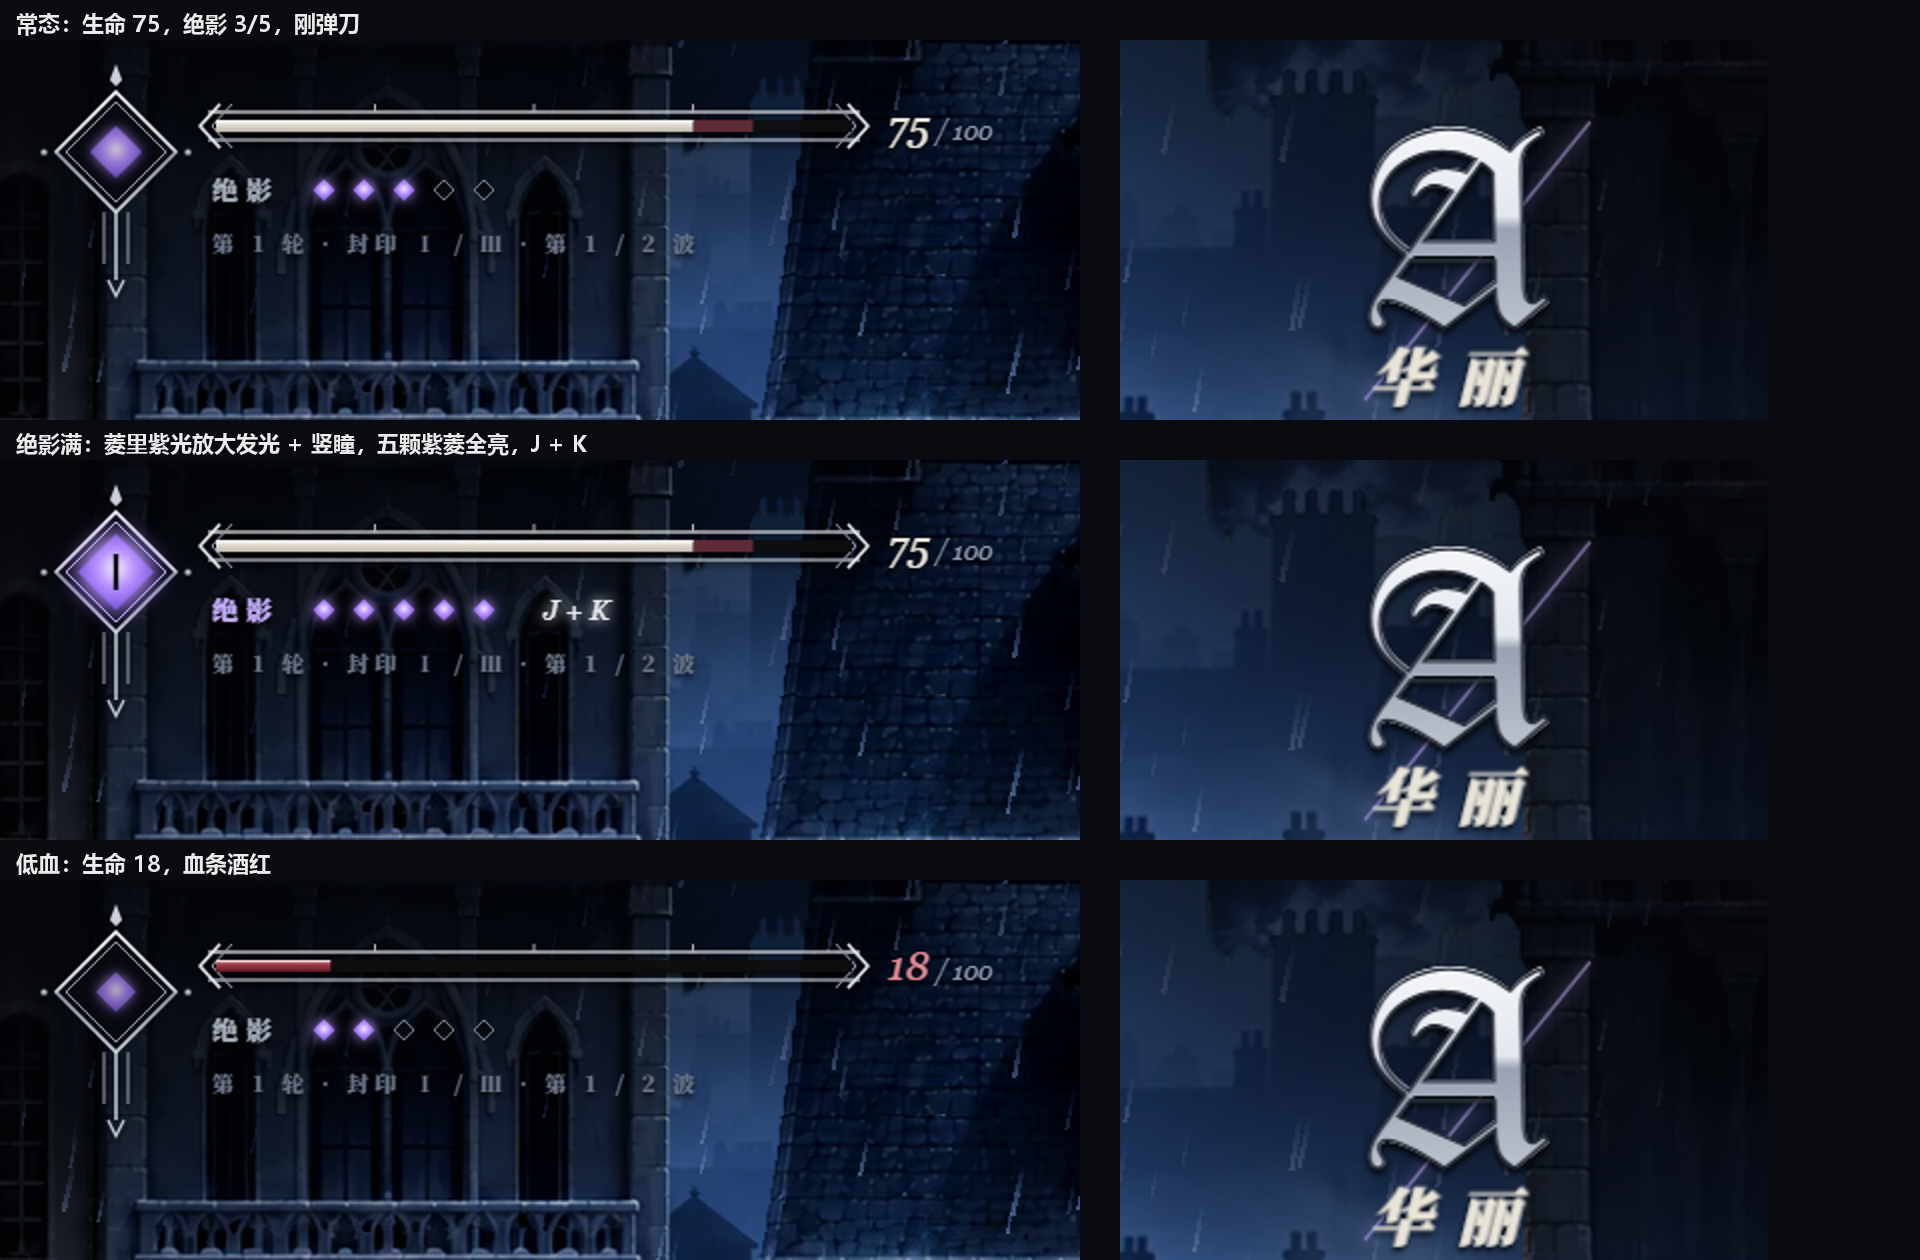 常态：生命 75，绝影 3/5，刚弹刀
75 / 100
绝影
第 1 轮 · 封印 I / III · 第 1 / 2 波
A
华丽
绝影满：菱里紫光放大发光 + 竖瞳，五颗紫菱全亮，J + K
75 / 100
绝影 J + K
第 1 轮 · 封印 I / III · 第 1 / 2 波
A
华丽
低血：生命 18，血条酒红
18 / 100
绝影
第 1 轮 · 封印 I / III · 第 1 / 2 波
A
华丽